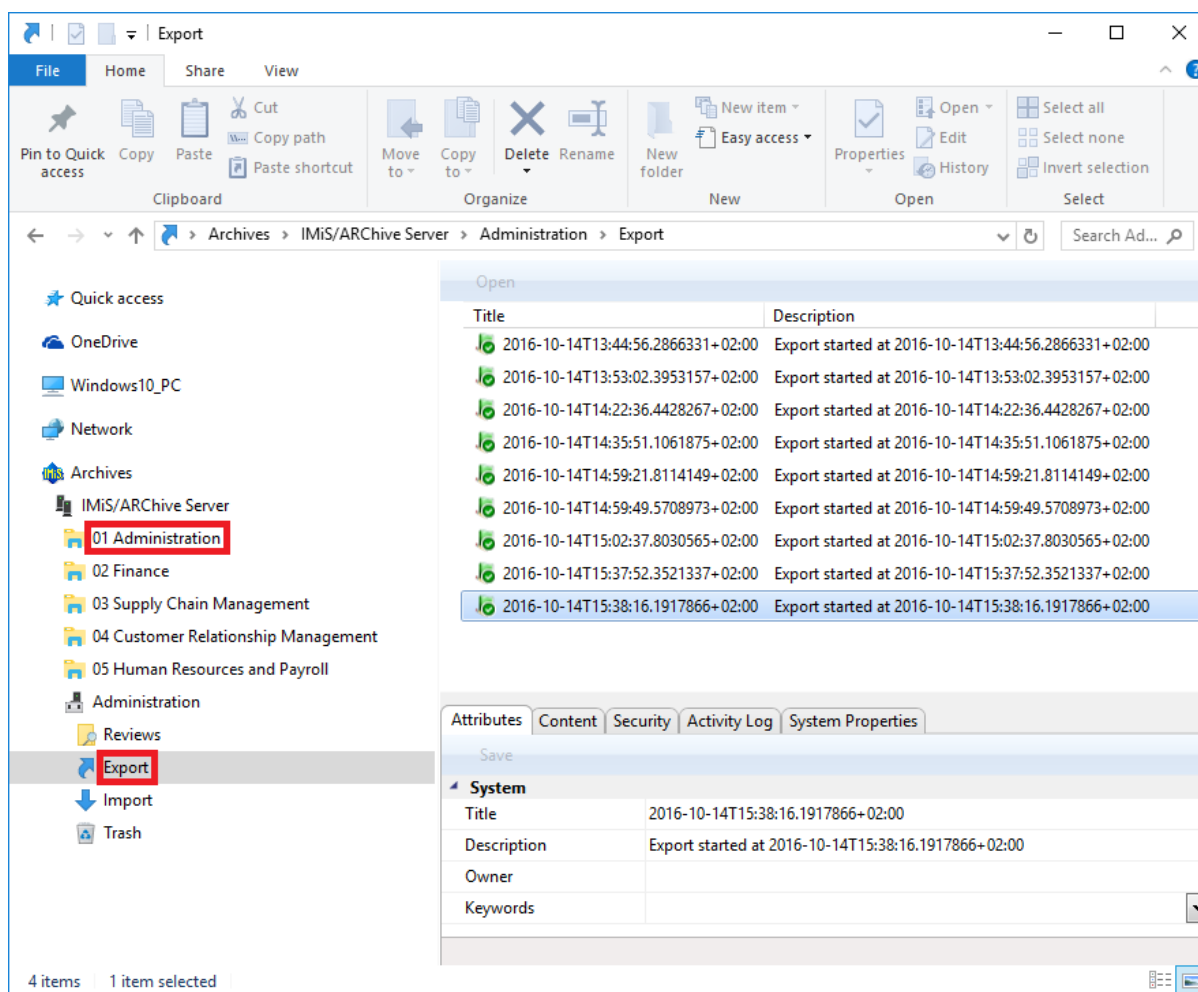 Export
File Home Share View
Pin to Quick access
Copy
Paste
Cut
Copy path
Paste shortcut
Clipboard
Move to
Copy to
Delete
Rename
Organize
New folder
New item
Easy access
New
Properties
Open
Edit
History
Open
Select all
Select none
Invert selection
Select
Archives > IMiS/ARChive Server > Administration > Export
Search Ad...
Quick access
OneDrive
Windows10_PC
Network
Archives
IMiS/ARChive Server
01 Administration
02 Finance
03 Supply Chain Management
04 Customer Relationship Management
05 Human Resources and Payroll
Administration
Reviews
Export
Import
Trash
Open
Title Description
2016-10-14T13:44:56.2866331+02:00 Export started at 2016-10-14T13:44:56.2866331+02:00
2016-10-14T13:53:02.3953157+02:00 Export started at 2016-10-14T13:53:02.3953157+02:00
2016-10-14T14:22:36.4428267+02:00 Export started at 2016-10-14T14:22:36.4428267+02:00
2016-10-14T14:35:51.1061875+02:00 Export started at 2016-10-14T14:35:51.1061875+02:00
2016-10-14T14:59:21.8114149+02:00 Export started at 2016-10-14T14:59:21.8114149+02:00
2016-10-14T14:59:49.5708973+02:00 Export started at 2016-10-14T14:59:49.5708973+02:00
2016-10-14T15:02:37.8030565+02:00 Export started at 2016-10-14T15:02:37.8030565+02:00
2016-10-14T15:37:52.3521337+02:00 Export started at 2016-10-14T15:37:52.3521337+02:00
2016-10-14T15:38:16.1917866+02:00 Export started at 2016-10-14T15:38:16.1917866+02:00
Attributes Content Security Activity Log System Properties
Save
System
Title 2016-10-14T15:38:16.1917866+02:00
Description Export started at 2016-10-14T15:38:16.1917866+02:00
Owner
Keywords
4 items 1 item selected